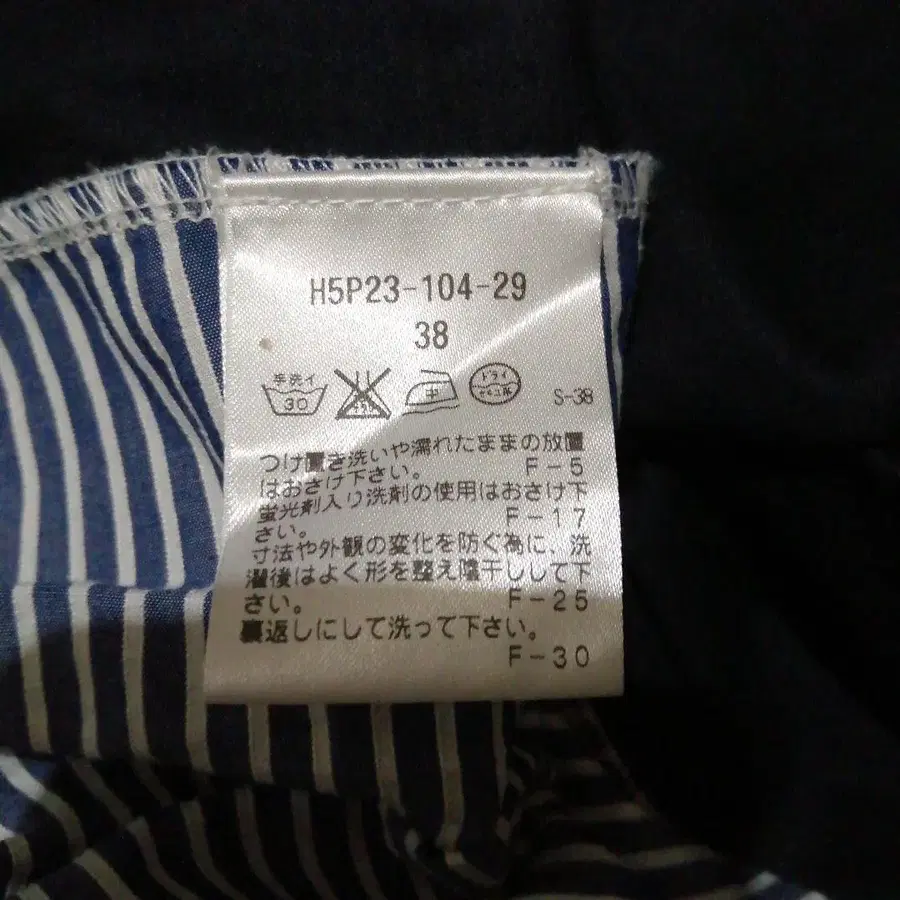 H5P23-104-29
38
手洗イ
30
中
ドライ
S-38
つけ置き洗いや濡れたままの放置
はおさけ下さい。 F-5
蛍光剤入り洗剤の使用はおさけ下
さい。 F-17
寸法や外観の変化を防ぐ為に、洗
濯後はよく形を整え陰干しして下
さい。 F-25
裏返しにして洗って下さい。
F-30